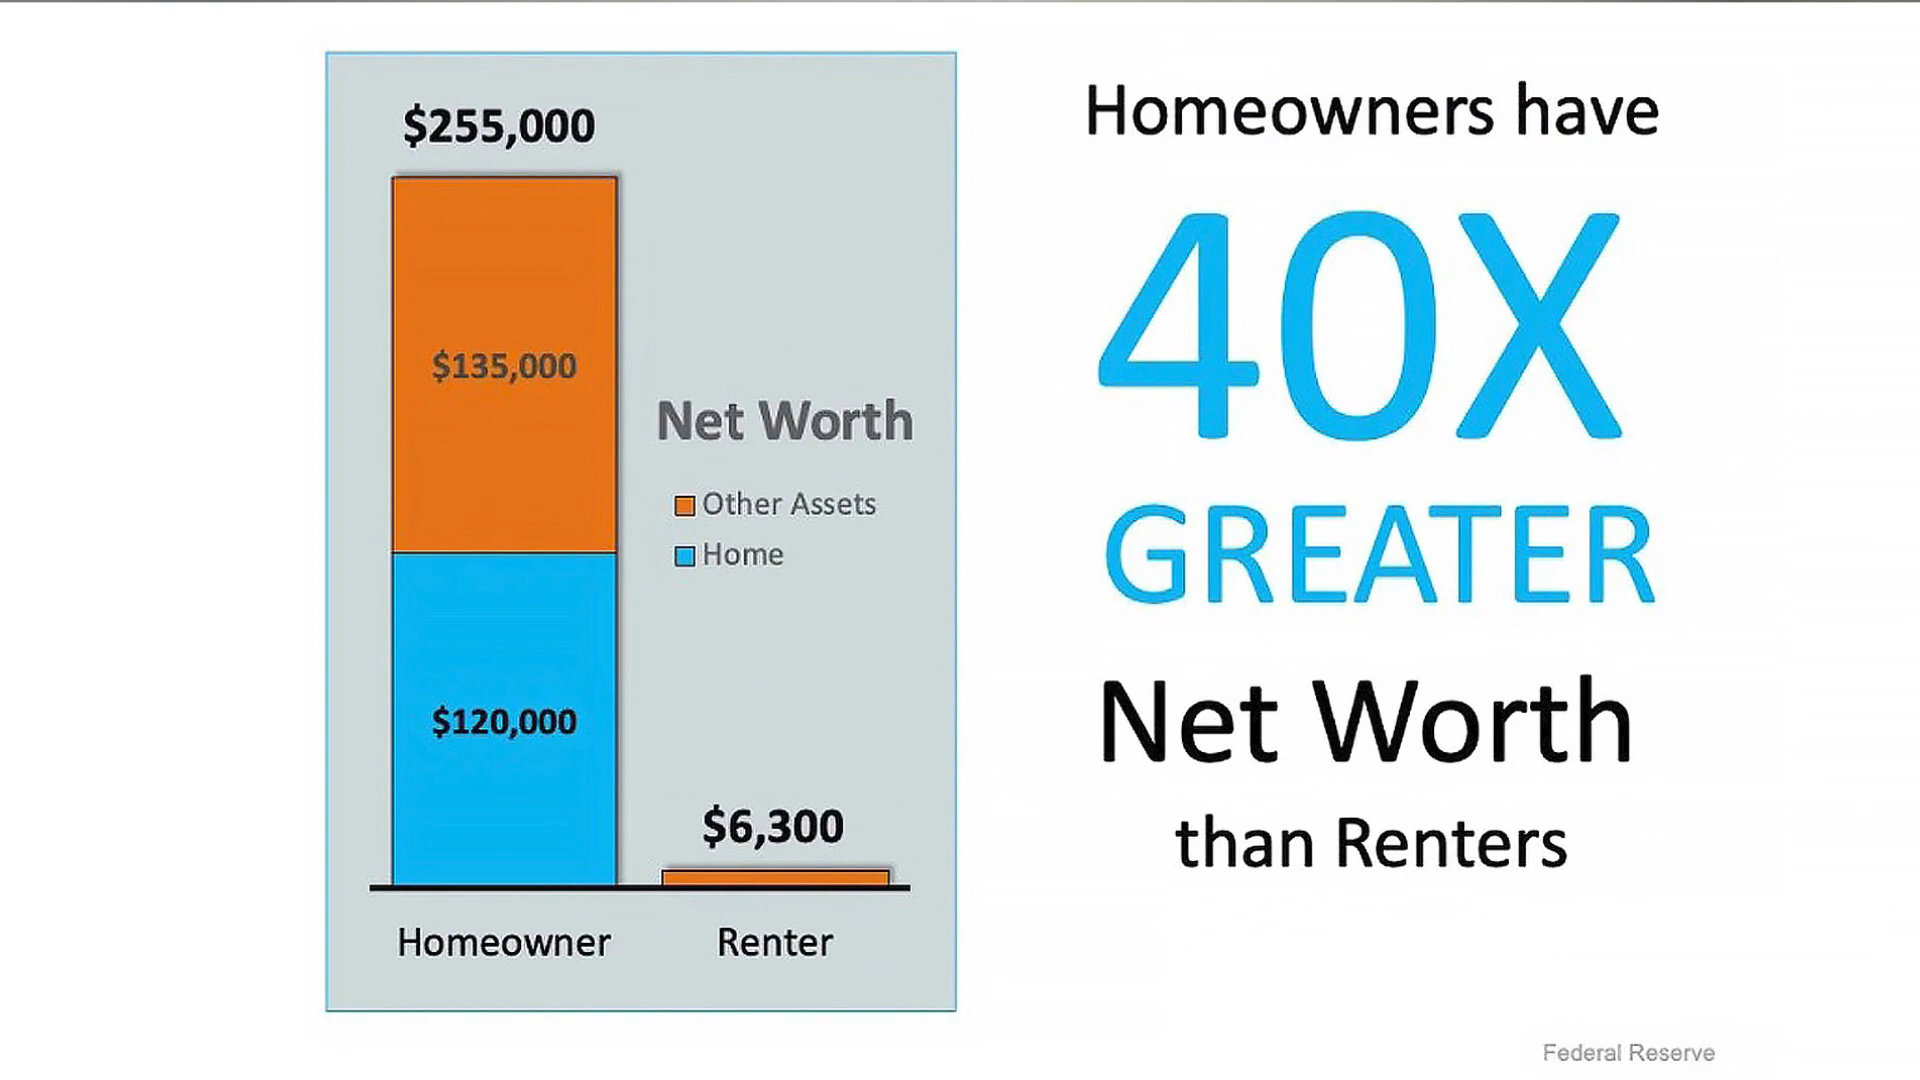 $255,000
$135,000
Net Worth
Other Assets
Home
$120,000
$6,300
Homeowner
Renter
Homeowners have
40X
GREATER
Net Worth
than Renters
Federal Reserve